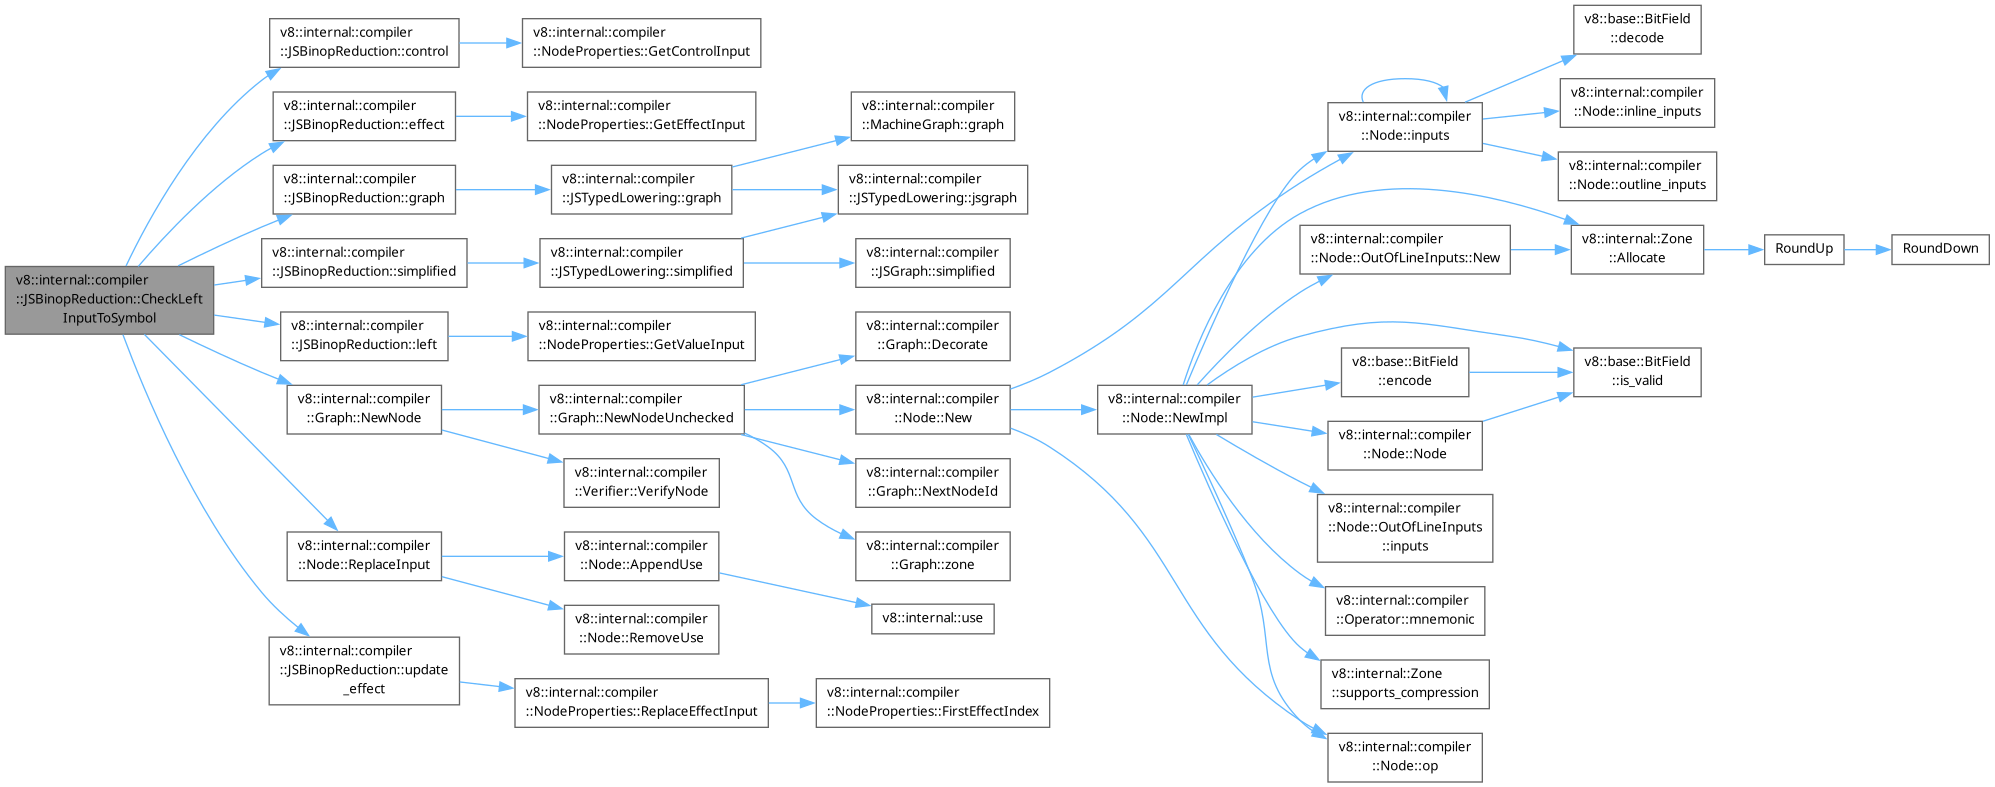 v8::internal::compiler
::JSBinopReduction::CheckLeft
InputToSymbol
v8::internal::compiler
::JSBinopReduction::control
v8::internal::compiler
::NodeProperties::GetControlInput
v8::internal::compiler
::JSBinopReduction::effect
v8::internal::compiler
::NodeProperties::GetEffectInput
v8::internal::compiler
::JSBinopReduction::graph
v8::internal::compiler
::JSTypedLowering::graph
v8::internal::compiler
::MachineGraph::graph
v8::internal::compiler
::JSTypedLowering::jsgraph
v8::internal::compiler
::JSBinopReduction::simplified
v8::internal::compiler
::JSTypedLowering::simplified
v8::internal::compiler
::JSGraph::simplified
v8::internal::compiler
::JSBinopReduction::left
v8::internal::compiler
::NodeProperties::GetValueInput
v8::internal::compiler
::Graph::NewNode
v8::internal::compiler
::Graph::NewNodeUnchecked
v8::internal::compiler
::Verifier::VerifyNode
v8::internal::compiler
::Graph::Decorate
v8::internal::compiler
::Node::New
v8::internal::compiler
::Graph::NextNodeId
v8::internal::compiler
::Graph::zone
v8::internal::compiler
::Node::NewImpl
v8::internal::compiler
::Node::inputs
v8::base::BitField
::decode
v8::internal::compiler
::Node::inline_inputs
v8::internal::compiler
::Node::outline_inputs
v8::internal::compiler
::Node::OutOfLineInputs::New
v8::internal::Zone
::Allocate
RoundUp
RoundDown
v8::base::BitField
::encode
v8::base::BitField
::is_valid
v8::internal::compiler
::Node::Node
v8::internal::compiler
::Node::OutOfLineInputs
::inputs
v8::internal::compiler
::Operator::mnemonic
v8::internal::Zone
::supports_compression
v8::internal::compiler
::Node::op
v8::internal::compiler
::Node::ReplaceInput
v8::internal::compiler
::Node::AppendUse
v8::internal::use
v8::internal::compiler
::Node::RemoveUse
v8::internal::compiler
::JSBinopReduction::update
_effect
v8::internal::compiler
::NodeProperties::ReplaceEffectInput
v8::internal::compiler
::NodeProperties::FirstEffectIndex